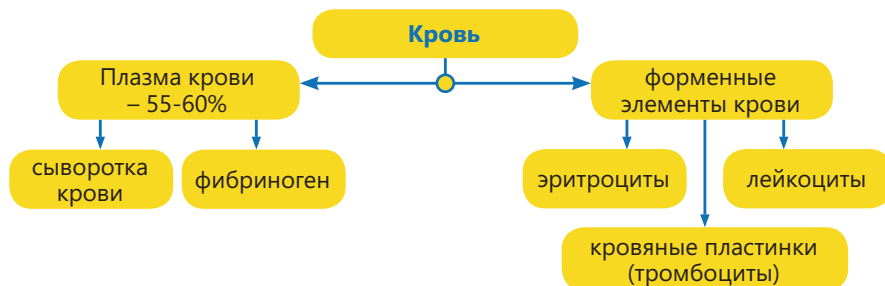 Кровь
Плазма крови
– 55-60%
форменные
элементы крови
сыворотка
крови
фибриноген
эритроциты
лейкоциты
кровяные пластинки
(тромбоциты)